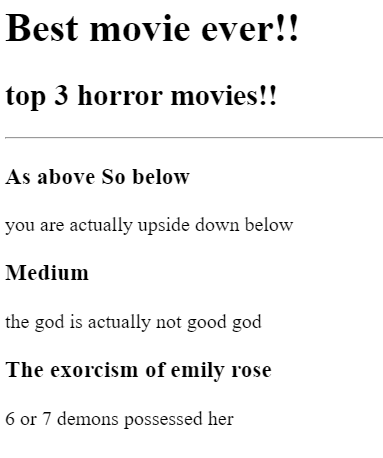 Best movie ever!!
top 3 horror movies!!
As above So below
you are actually upside down below
Medium
the god is actually not good god
The exorcism of emily rose
6 or 7 demons possessed her